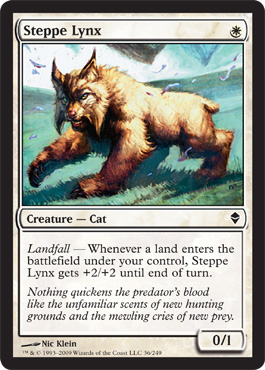 Steppe Lynx
Creature — Cat
Landfall — Whenever a land enters the
battlefield under your control, Steppe
Lynx gets +2/+2 until end of turn.
Nothing quickens the predator's blood
like the unfamiliar scents of new hunting
grounds and the mewling cries of new prey.
Nic Klein
0/1
™ & © 1993–2009 Wizards of the Coast LLC 36/249